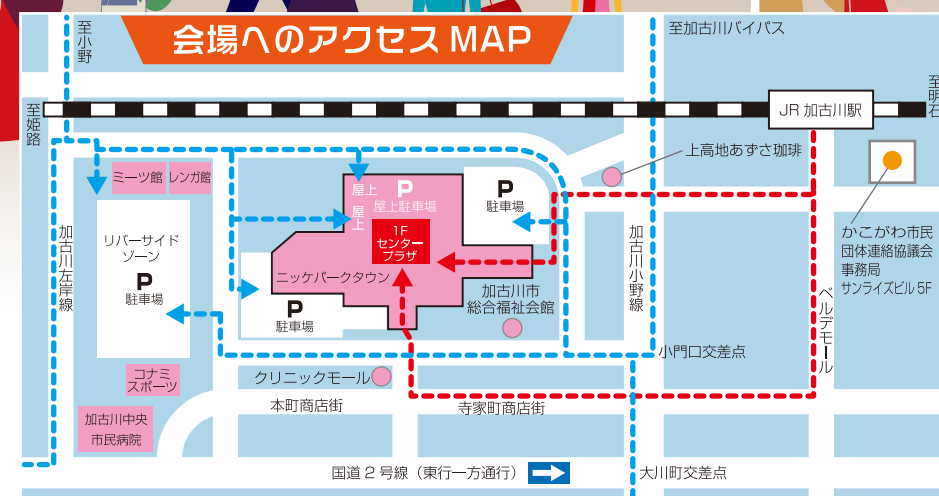 会場へのアクセス MAP
至小野
至加古川バイパス
至姫路
JR 加古川駅
至明石
上高地あずさ珈琲
ミーツ館
レンガ館
屋上
P
屋上駐車場
屋上
1F
センター
プラザ
P
駐車場
かこがわ市民
団体連絡協議会
事務局
サンライズビル 5F
加古川左岸線
リバーサイド
ゾーン
P
駐車場
ニッケパークタウン
P
駐車場
加古川市
総合福祉会館
加古川小野線
ベルデモール
小門口交差点
コナミ
スポーツ
クリニックモール
加古川中央
市民病院
本町商店街
寺家町商店街
国道 2 号線（東行一方通行）
大川町交差点